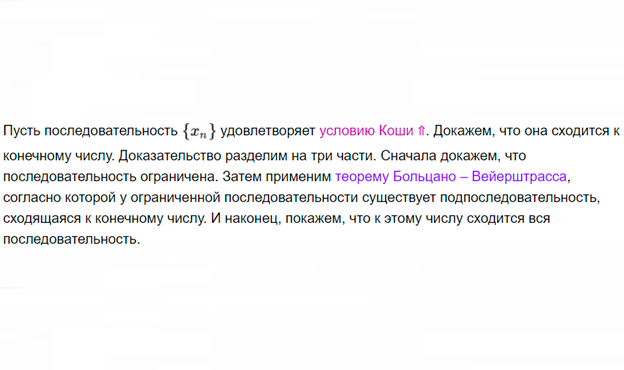 Пусть последовательность {xₙ} удовлетворяет условию Коши ⇑. Докажем, что она сходится к
конечному числу. Доказательство разделим на три части. Сначала докажем, что
последовательность ограничена. Затем применим теорему Больцано – Вейерштрасса,
согласно которой у ограниченной последовательности существует подпоследовательность,
сходящаяся к конечному числу. И наконец, покажем, что к этому числу сходится вся
последовательность.